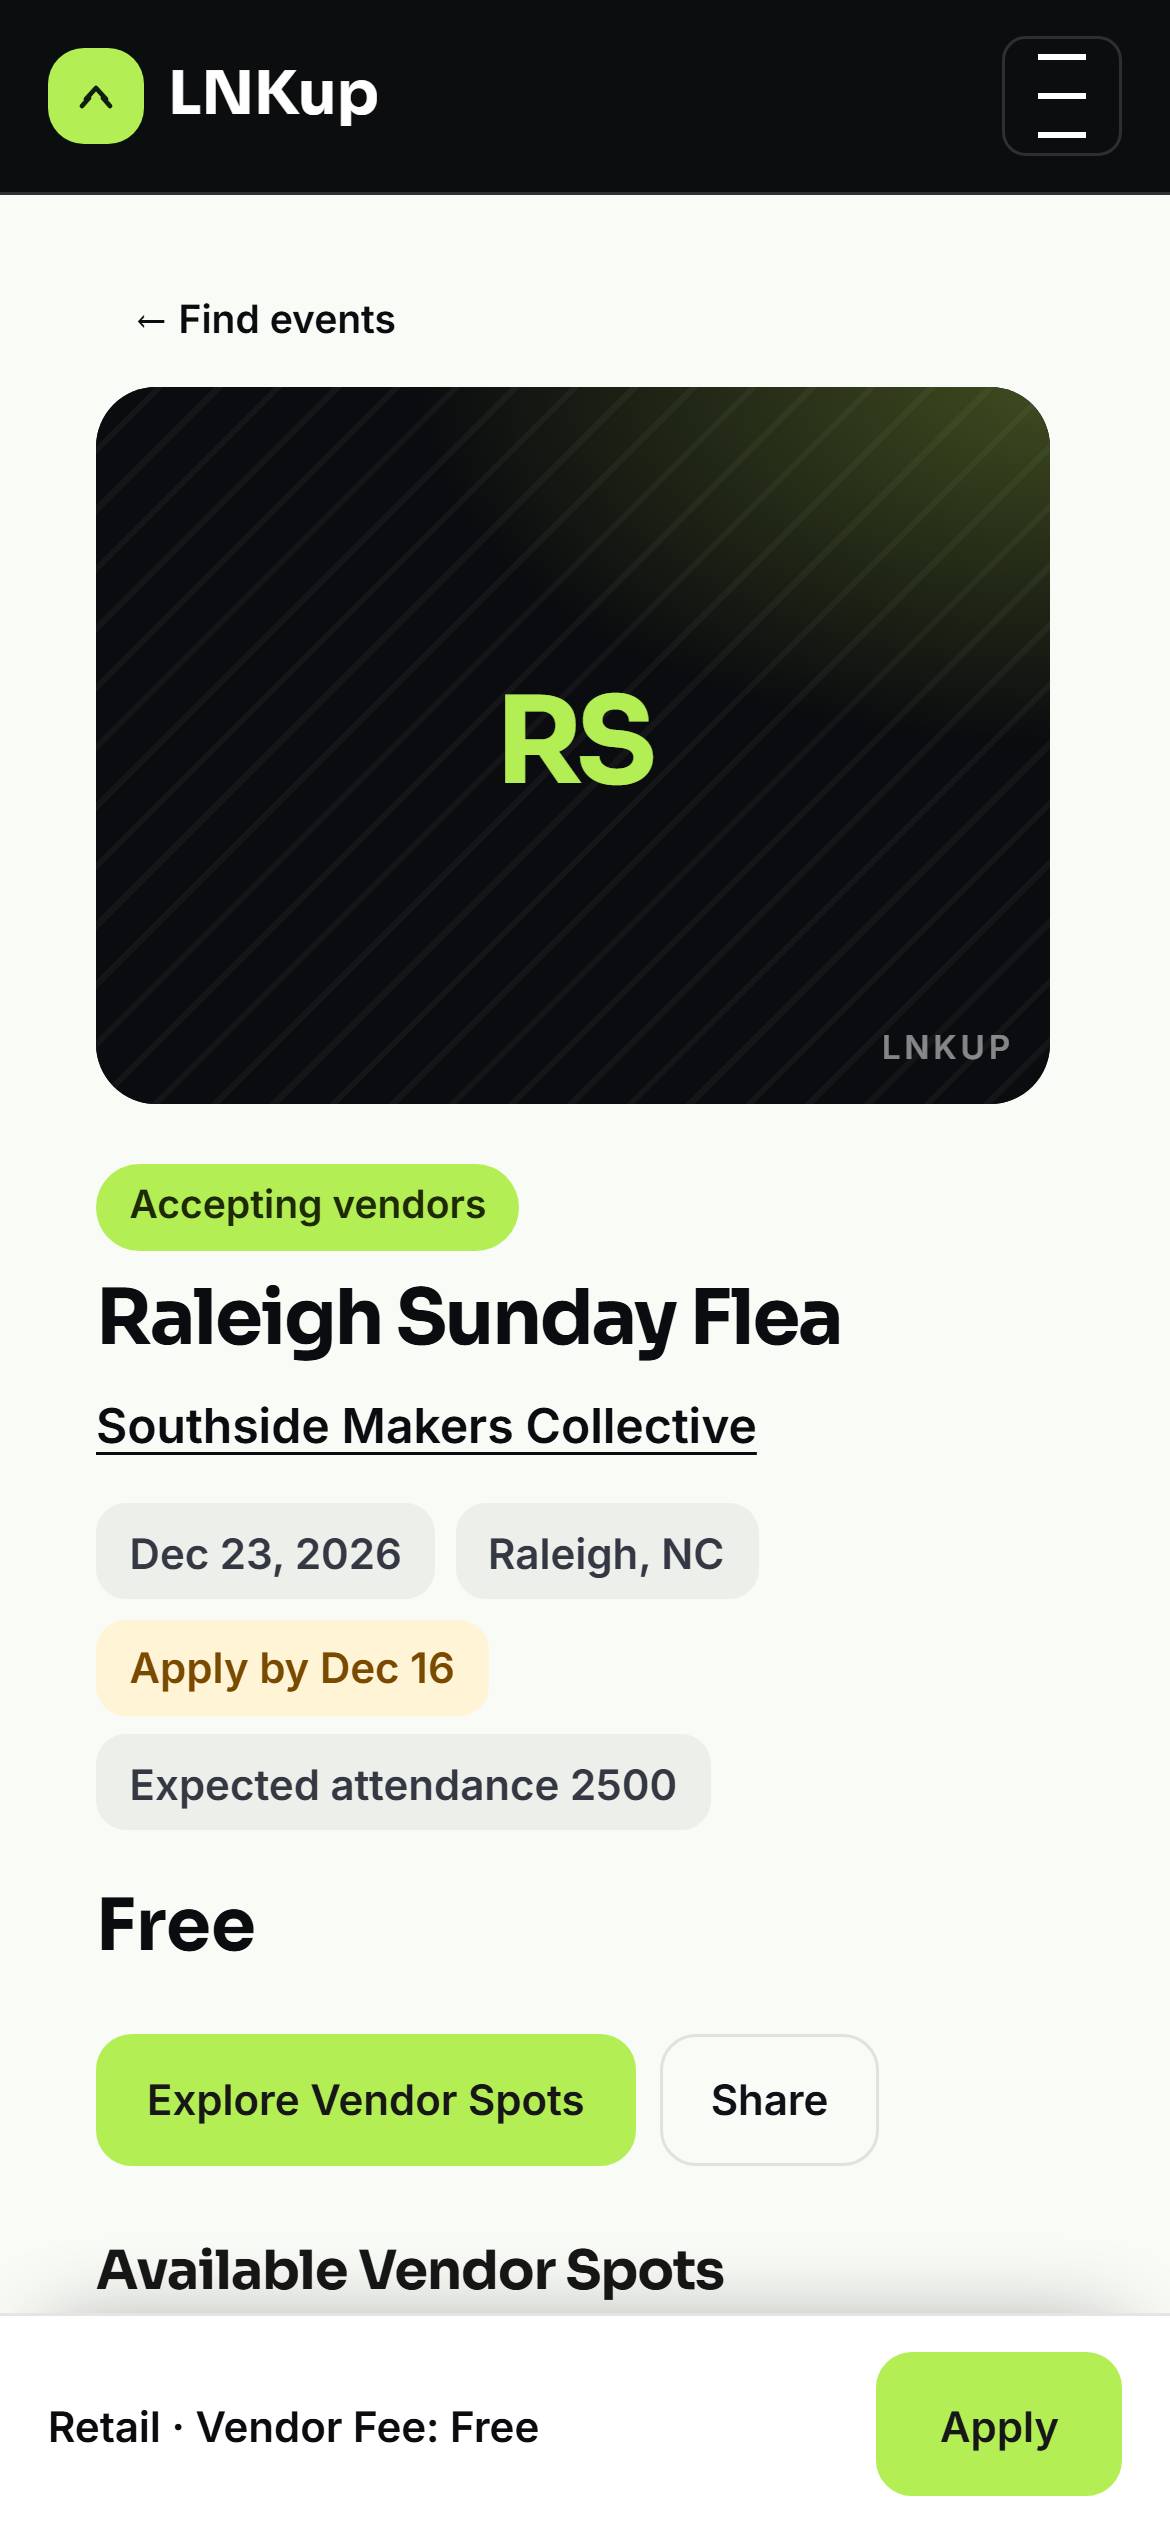 LNKup
← Find events
RS
LNKUP
Accepting vendors
Raleigh Sunday Flea
Southside Makers Collective
Dec 23, 2026
Raleigh, NC
Apply by Dec 16
Expected attendance 2500
Free
Explore Vendor Spots
Share
Available Vendor Spots
Retail · Vendor Fee: Free
Apply